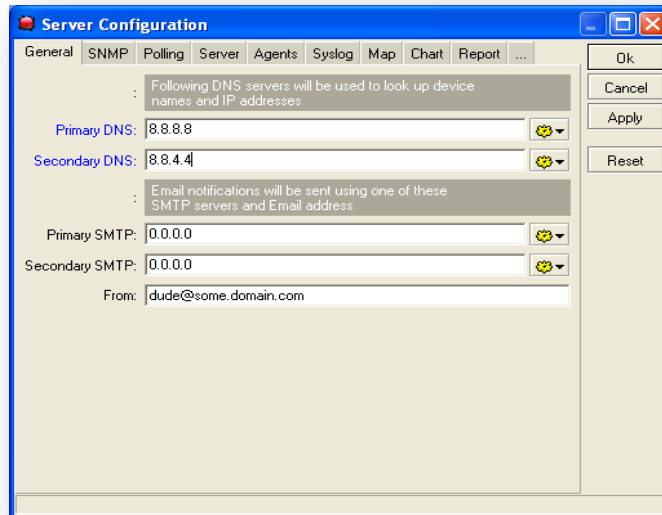 Server Configuration
General SNMP Polling Server Agents Syslog Map Chart Report ...
Ok
Cancel
Apply
Reset
: Following DNS servers will be used to look up device
names and IP addresses
Primary DNS: 8.8.8.8
Secondary DNS: 8.8.4.4
: Email notifications will be sent using one of these
SMTP servers and Email address
Primary SMTP: 0.0.0.0
Secondary SMTP: 0.0.0.0
From: dude@some.domain.com